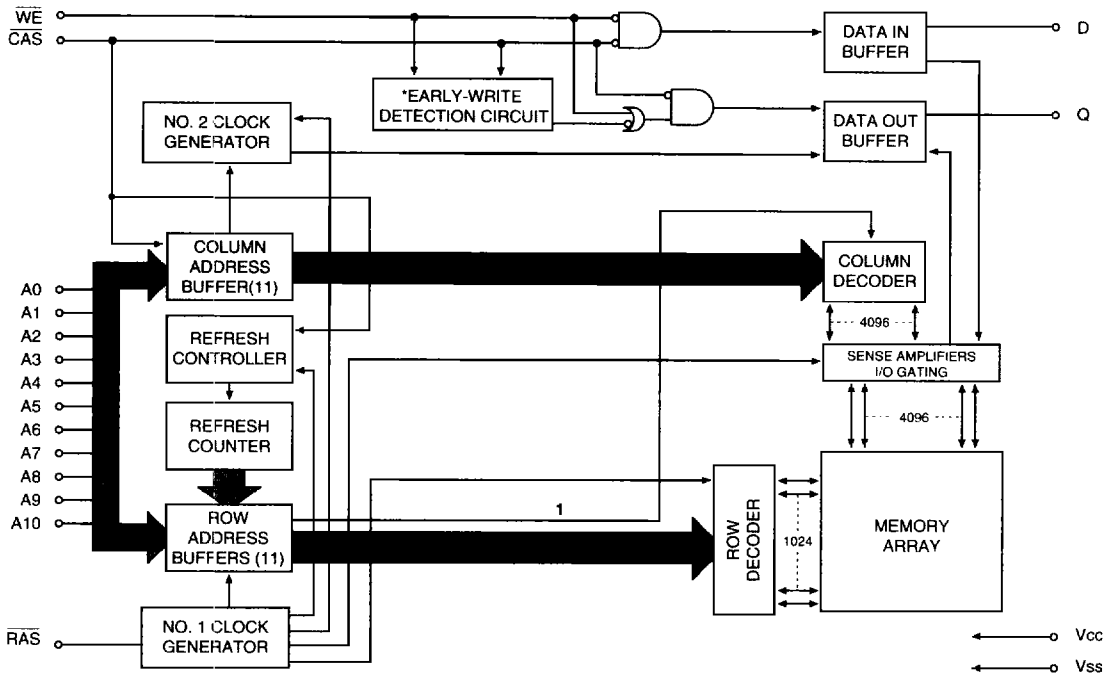 WE
CAS
DATA IN
BUFFER
D
*EARLY-WRITE
DETECTION CIRCUIT
NO. 2 CLOCK
GENERATOR
DATA OUT
BUFFER
Q
COLUMN
ADDRESS
BUFFER(11)
COLUMN
DECODER
A0
A1
A2
A3
A4
A5
A6
A7
A8
A9
A10
REFRESH
CONTROLLER
4096
SENSE AMPLIFIERS
I/O GATING
REFRESH
COUNTER
4096
ROW
ADDRESS
BUFFERS (11)
1
ROW
DECODER
1024
MEMORY
ARRAY
RAS
NO. 1 CLOCK
GENERATOR
Vcc
Vss